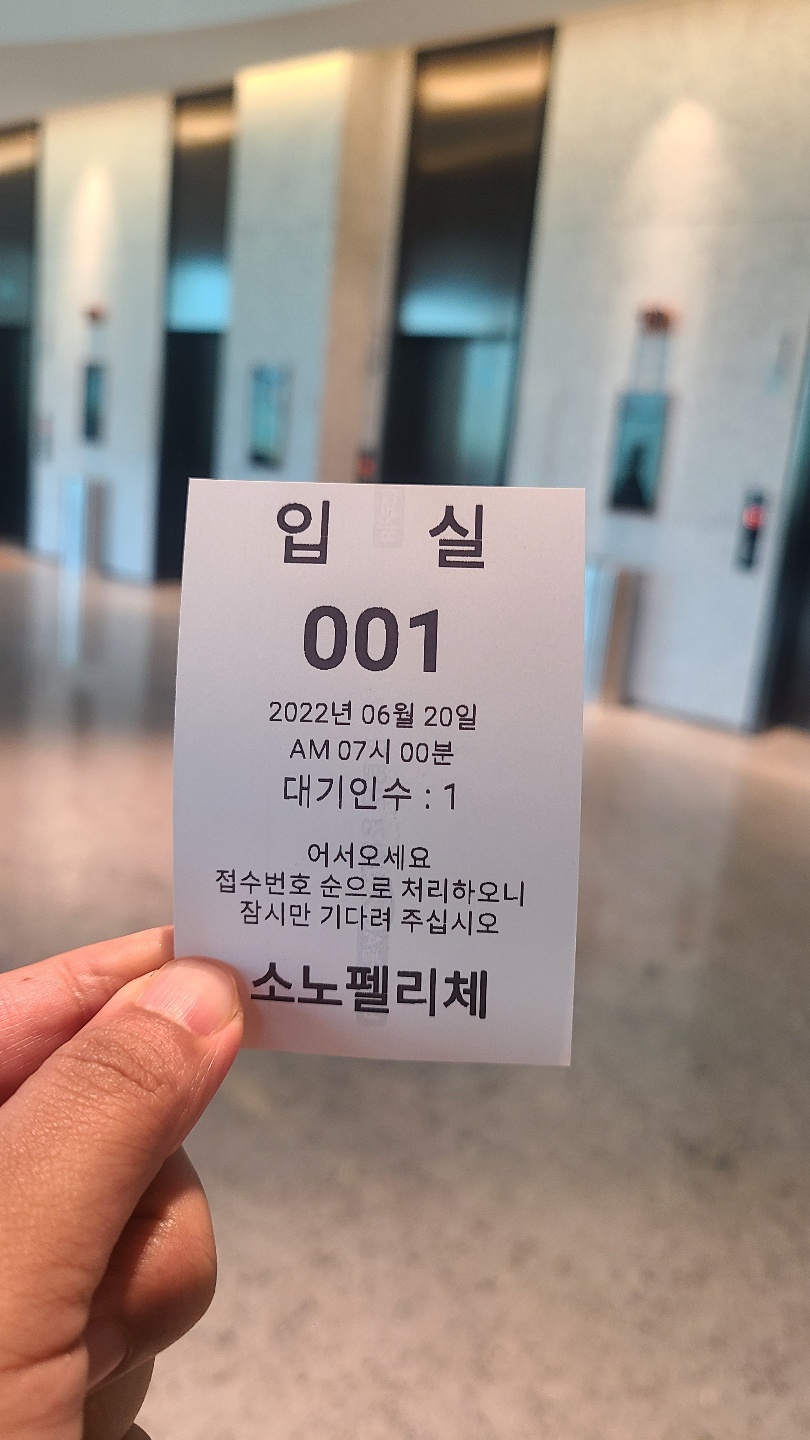 입 실
001
2022년 06월 20일
AM 07시 00분
대기인수 : 1
어서오세요
접수번호 순으로 처리하오니
잠시만 기다려 주십시오
소노펠리체